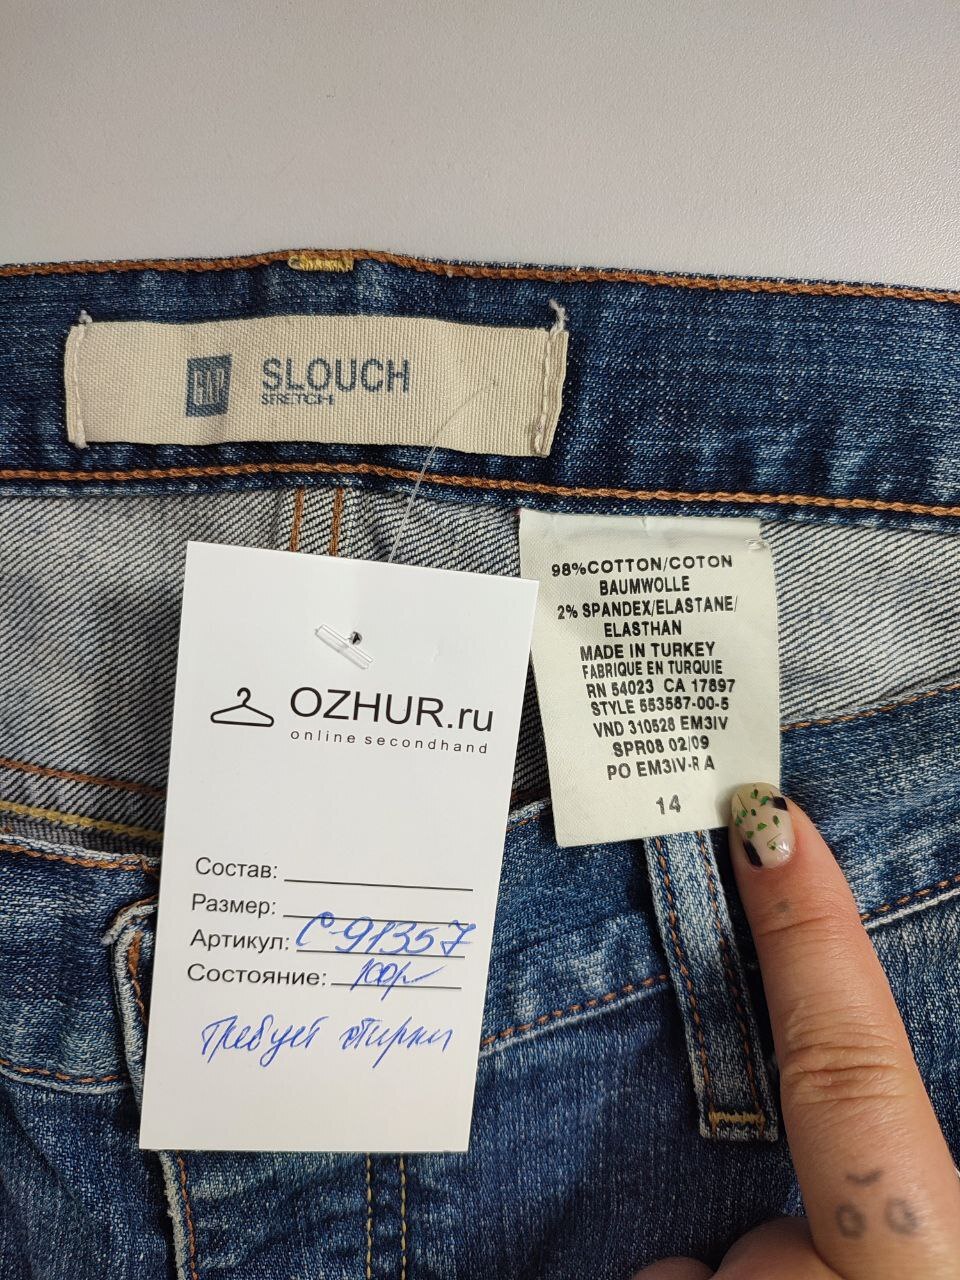 GAP SLOUCH
STRETCH
98%COTTON/COTON
BAUMWOLLE
2% SPANDEX/ELASTANE/
ELASTHAN
MADE IN TURKEY
FABRIQUE EN TURQUIE
RN 54023 CA 17897
STYLE 553587-00-5
VND 310528 EM3IV
SPR08 02/09
PO EM3IV-R A
14
OZHUR.ru
online secondhand
Состав:
Размер:
Артикул: С-91357
Состояние: хор
Требует стирки